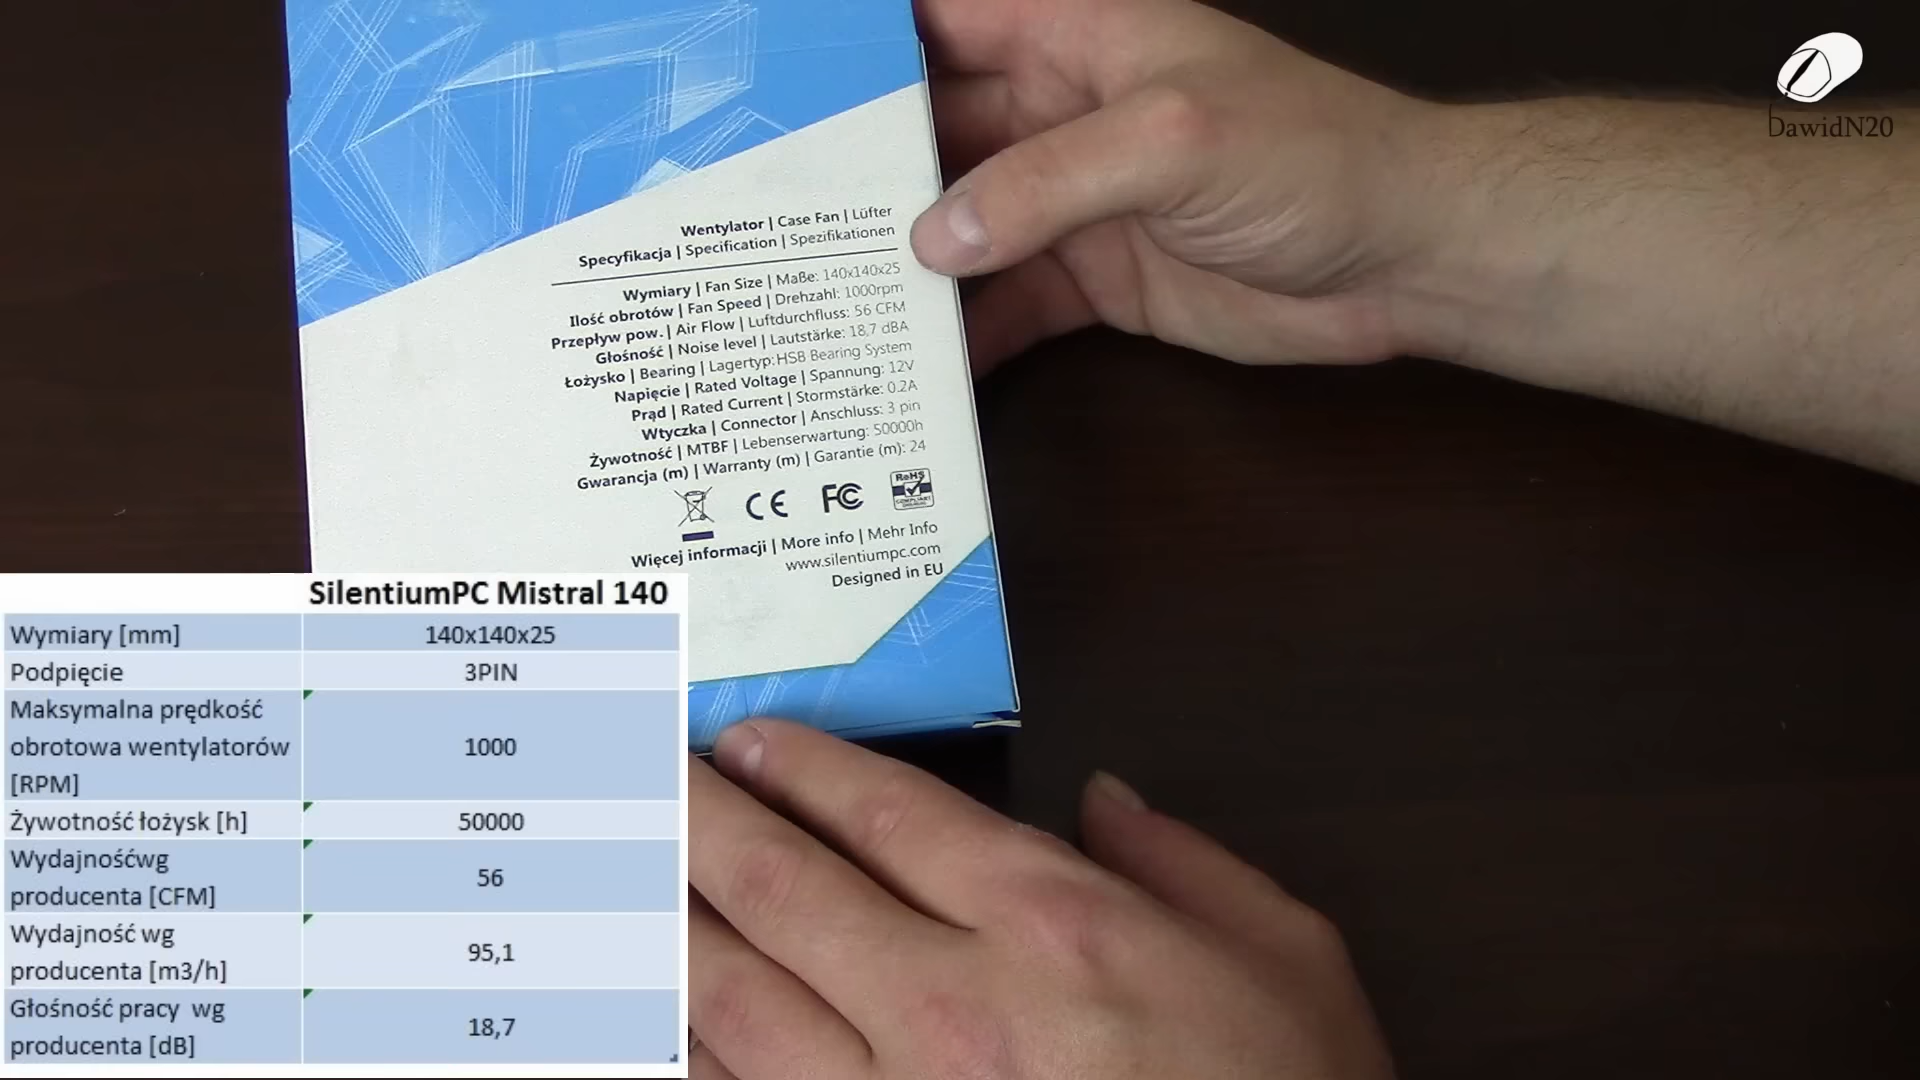 DawidN20
Wentylator | Case Fan | Lüfter
Specyfikacja | Specification | Spezifikationen
Wymiary | Fan Size | Maße: 140x140x25
Ilość obrotów | Fan Speed | Drehzahl: 1000rpm
Przepływ pow. | Air Flow | Luftdurchfluss: 56 CFM
Głośność | Noise level | Lautstärke: 18,7 dBA
Łożysko | Bearing | Lagertyp: HSB Bearing System
Napięcie | Rated Voltage | Spannung: 12V
Prąd | Rated Current | Stormstärke: 0.2A
Wtyczka | Connector | Anschluss: 3 pin
Żywotność | MTBF | Lebenserwartung: 50000h
Gwarancja (m) | Warranty (m) | Garantie (m): 24
CE FC RoHS
COMPLIANT
Więcej informacji | More info | Mehr Info
www.silentiumpc.com
Designed in EU
SilentiumPC Mistral 140
Wymiary [mm] 140x140x25
Podpięcie 3PIN
Maksymalna prędkość
obrotowa wentylatorów 1000
[RPM]
Żywotność łożysk [h] 50000
Wydajnośćwg
producenta [CFM] 56
Wydajność wg
producenta [m3/h] 95,1
Głośność pracy wg
producenta [dB] 18,7